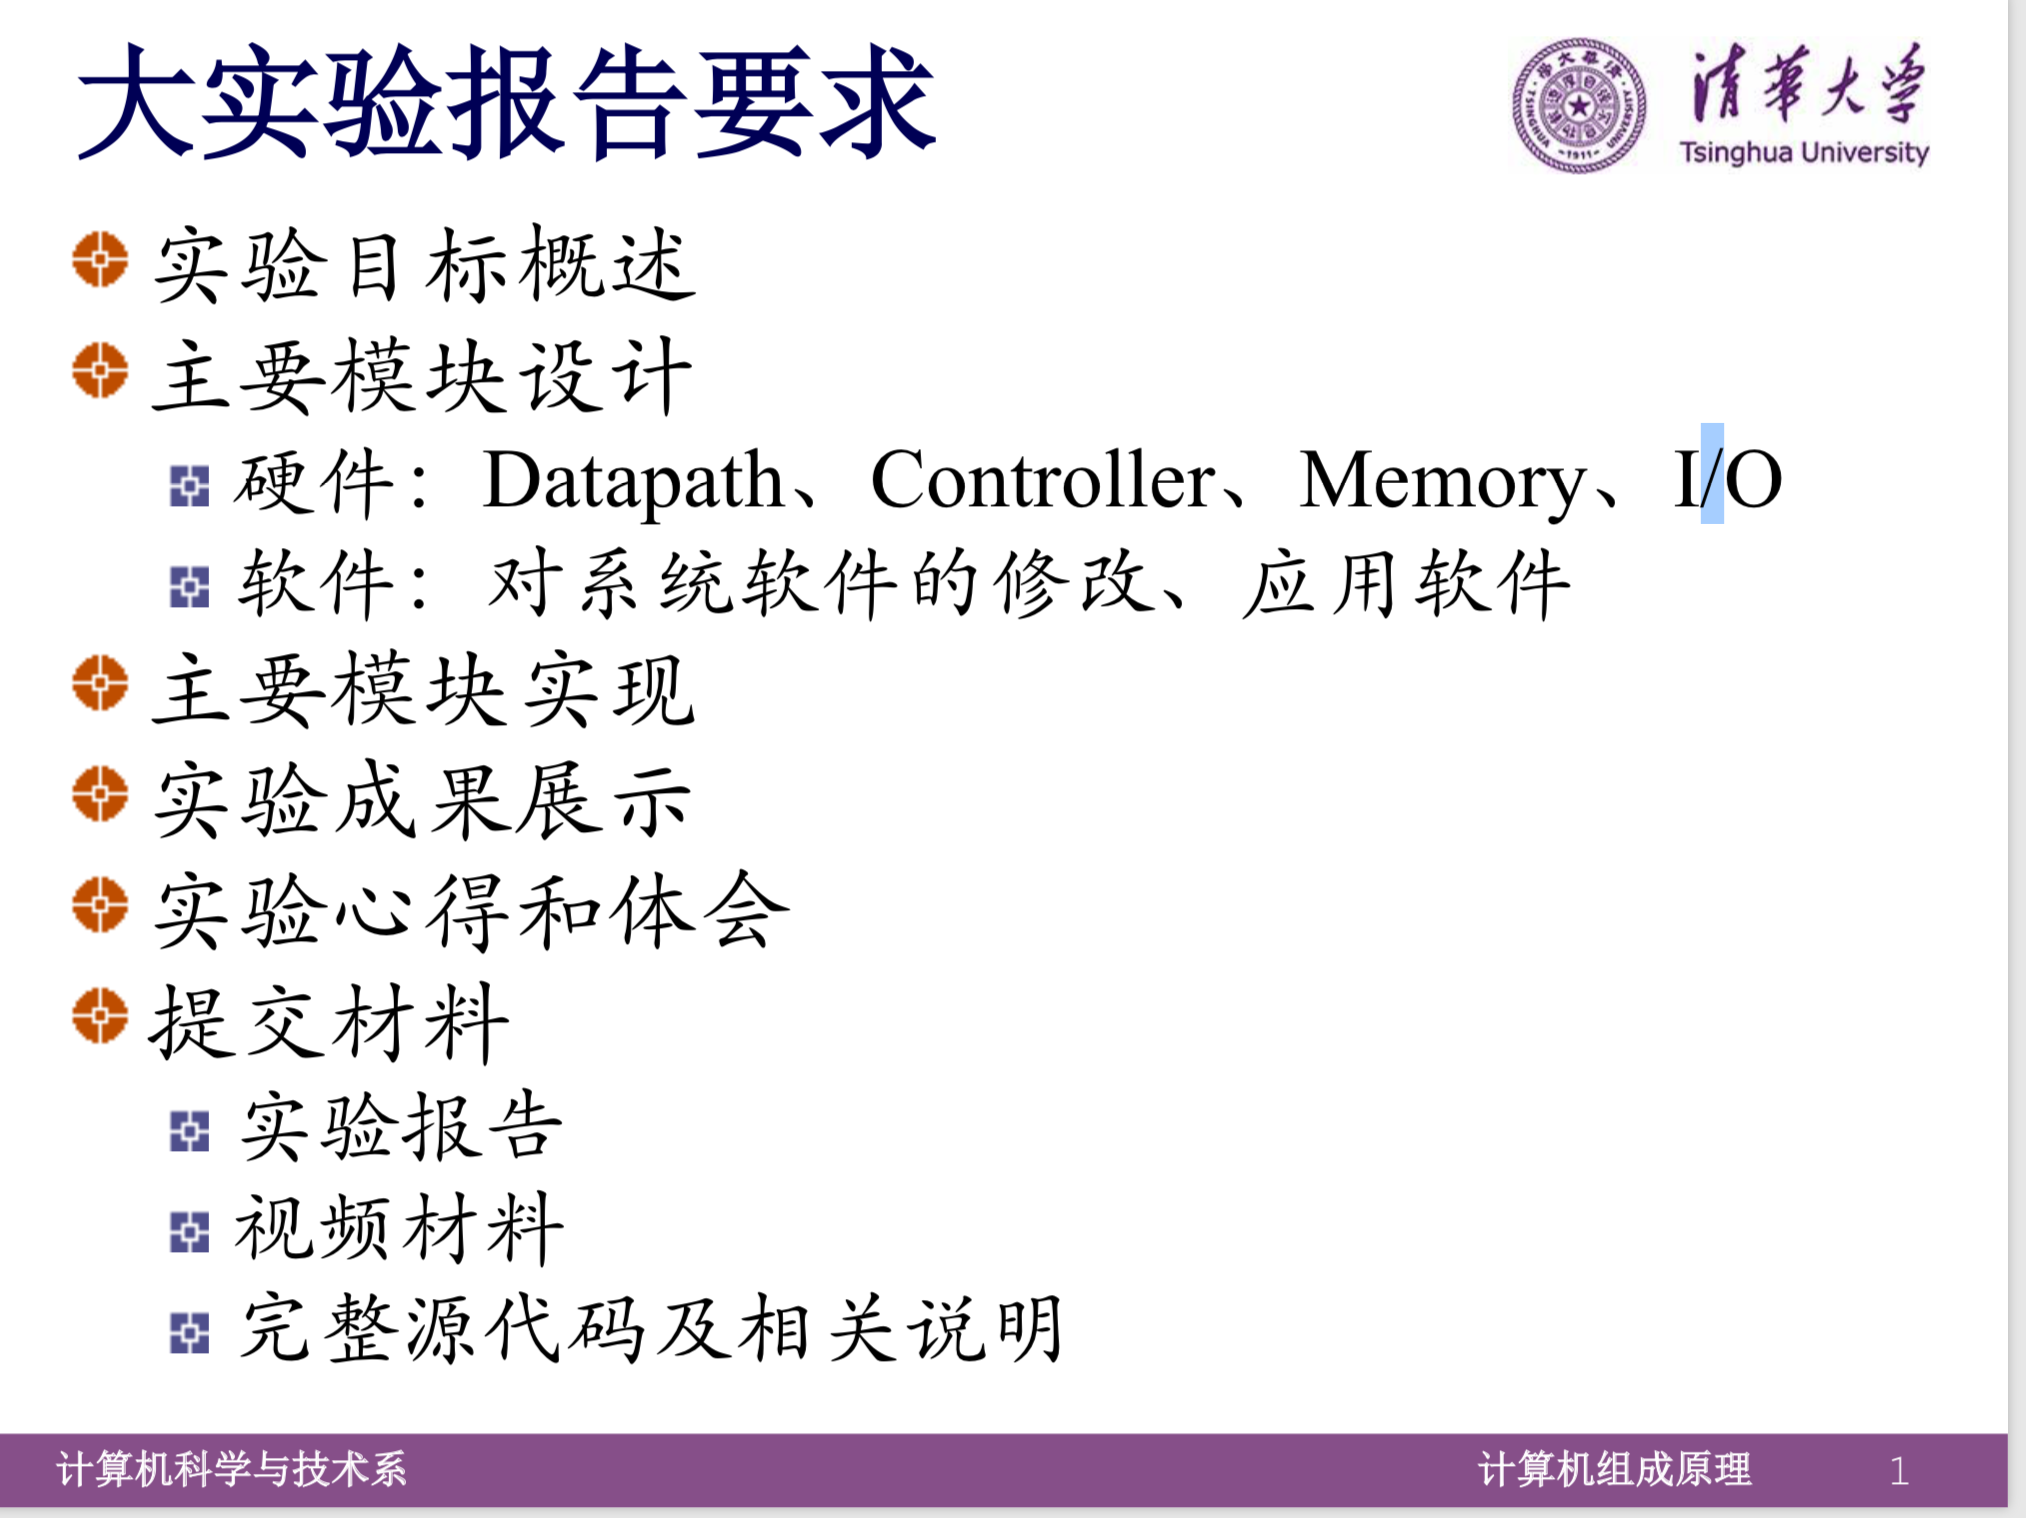 大实验报告要求
清華大学
Tsinghua University
实验目标概述
主要模块设计
硬件：Datapath、Controller、Memory、I/O
软件：对系统软件的修改、应用软件
主要模块实现
实验成果展示
实验心得和体会
提交材料
实验报告
视频材料
完整源代码及相关说明
计算机科学与技术系
计算机组成原理
1